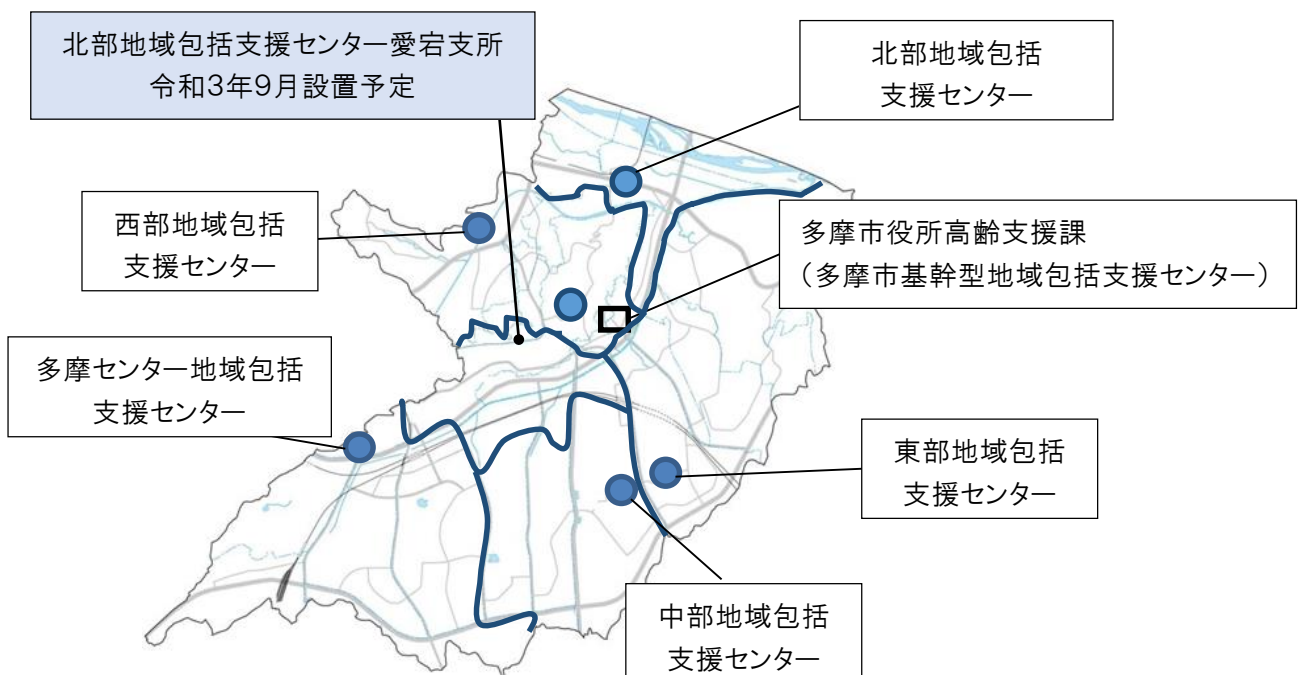 北部地域包括支援センター愛宕支所
令和3年9月設置予定
北部地域包括
支援センター
西部地域包括
支援センター
多摩市役所高齢支援課
（多摩市基幹型地域包括支援センター）
多摩センター地域包括
支援センター
東部地域包括
支援センター
中部地域包括
支援センター